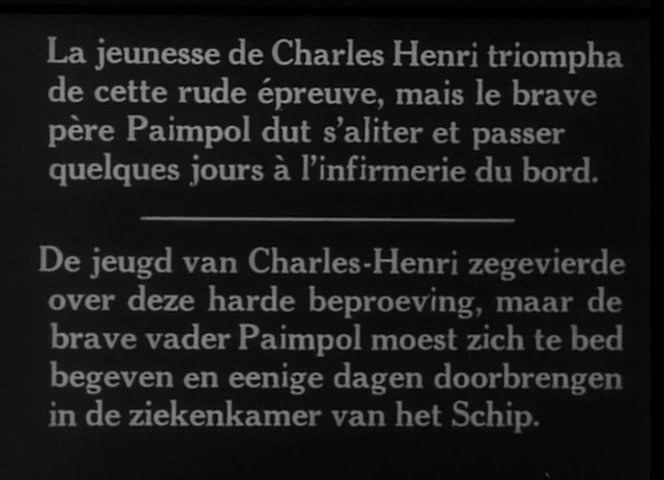 La jeunesse de Charles Henri triompha
de cette rude épreuve, mais le brave
père Paimpol dut s'aliter et passer
quelques jours à l'infirmerie du bord.
De jeugd van Charles-Henri zegevierde
over deze harde beproeving, maar de
brave vader Paimpol moest zich te bed
begeven en eenige dagen doorbrengen
in de ziekenkamer van het Schip.